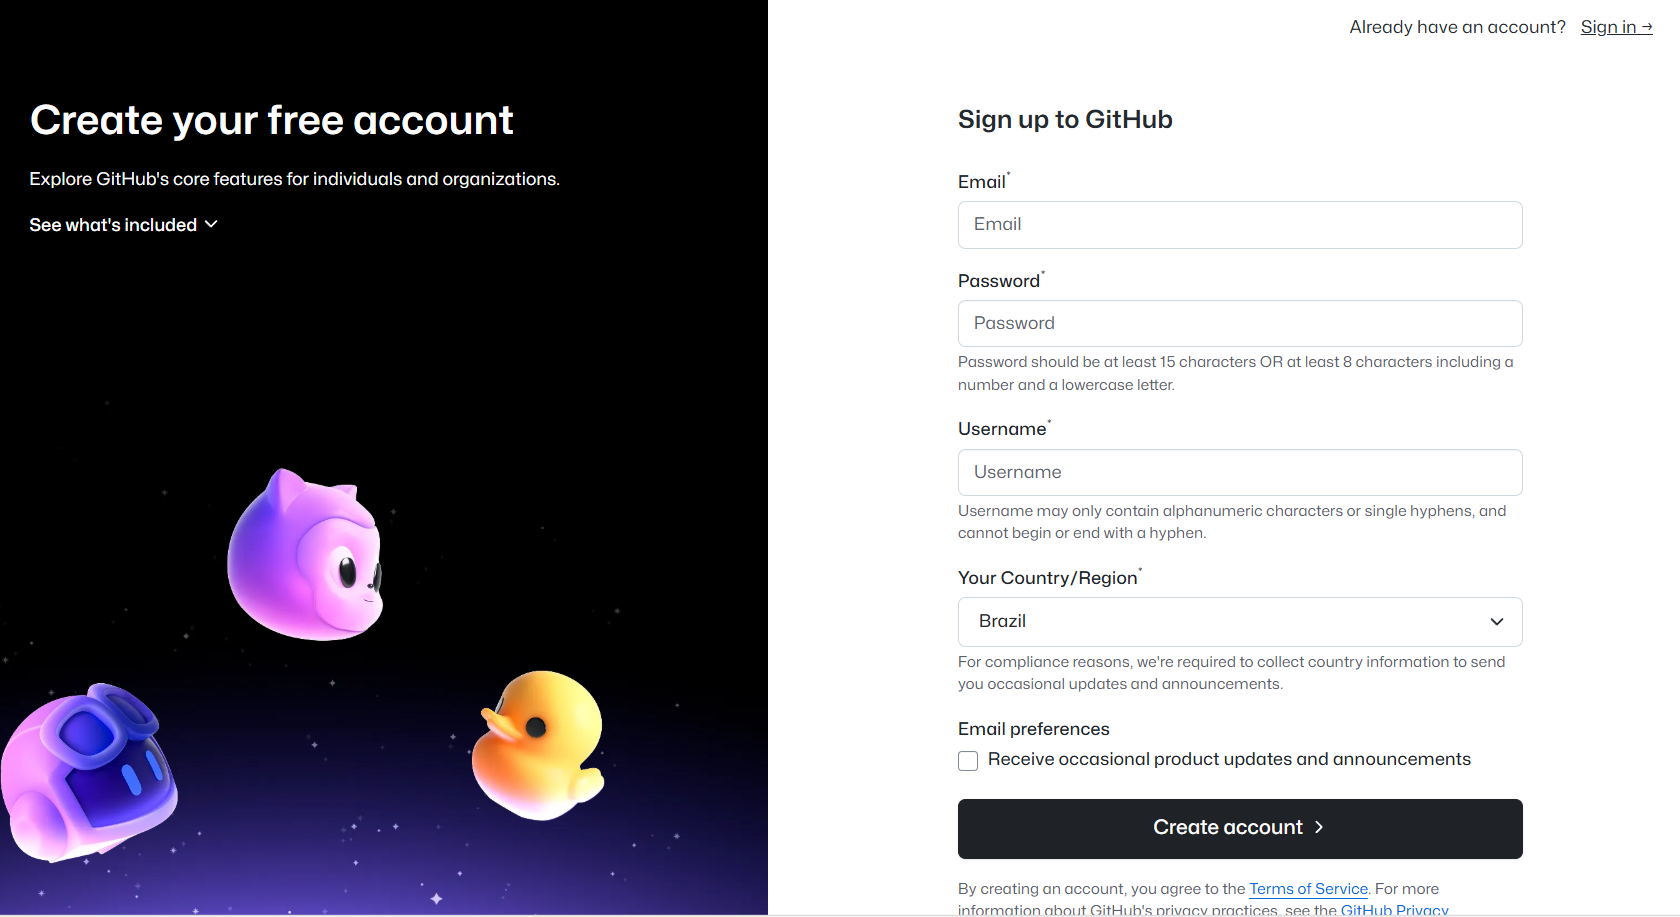 Already have an account? Sign in →
Create your free account
Explore GitHub's core features for individuals and organizations.
See what's included
Sign up to GitHub
Email*
Email
Password*
Password
Password should be at least 15 characters OR at least 8 characters including a
number and a lowercase letter.
Username*
Username
Username may only contain alphanumeric characters or single hyphens, and
cannot begin or end with a hyphen.
Your Country/Region*
Brazil
For compliance reasons, we're required to collect country information to send
you occasional updates and announcements.
Email preferences
Receive occasional product updates and announcements
Create account
By creating an account, you agree to the Terms of Service. For more
information about GitHub's privacy practices, see the GitHub Privacy